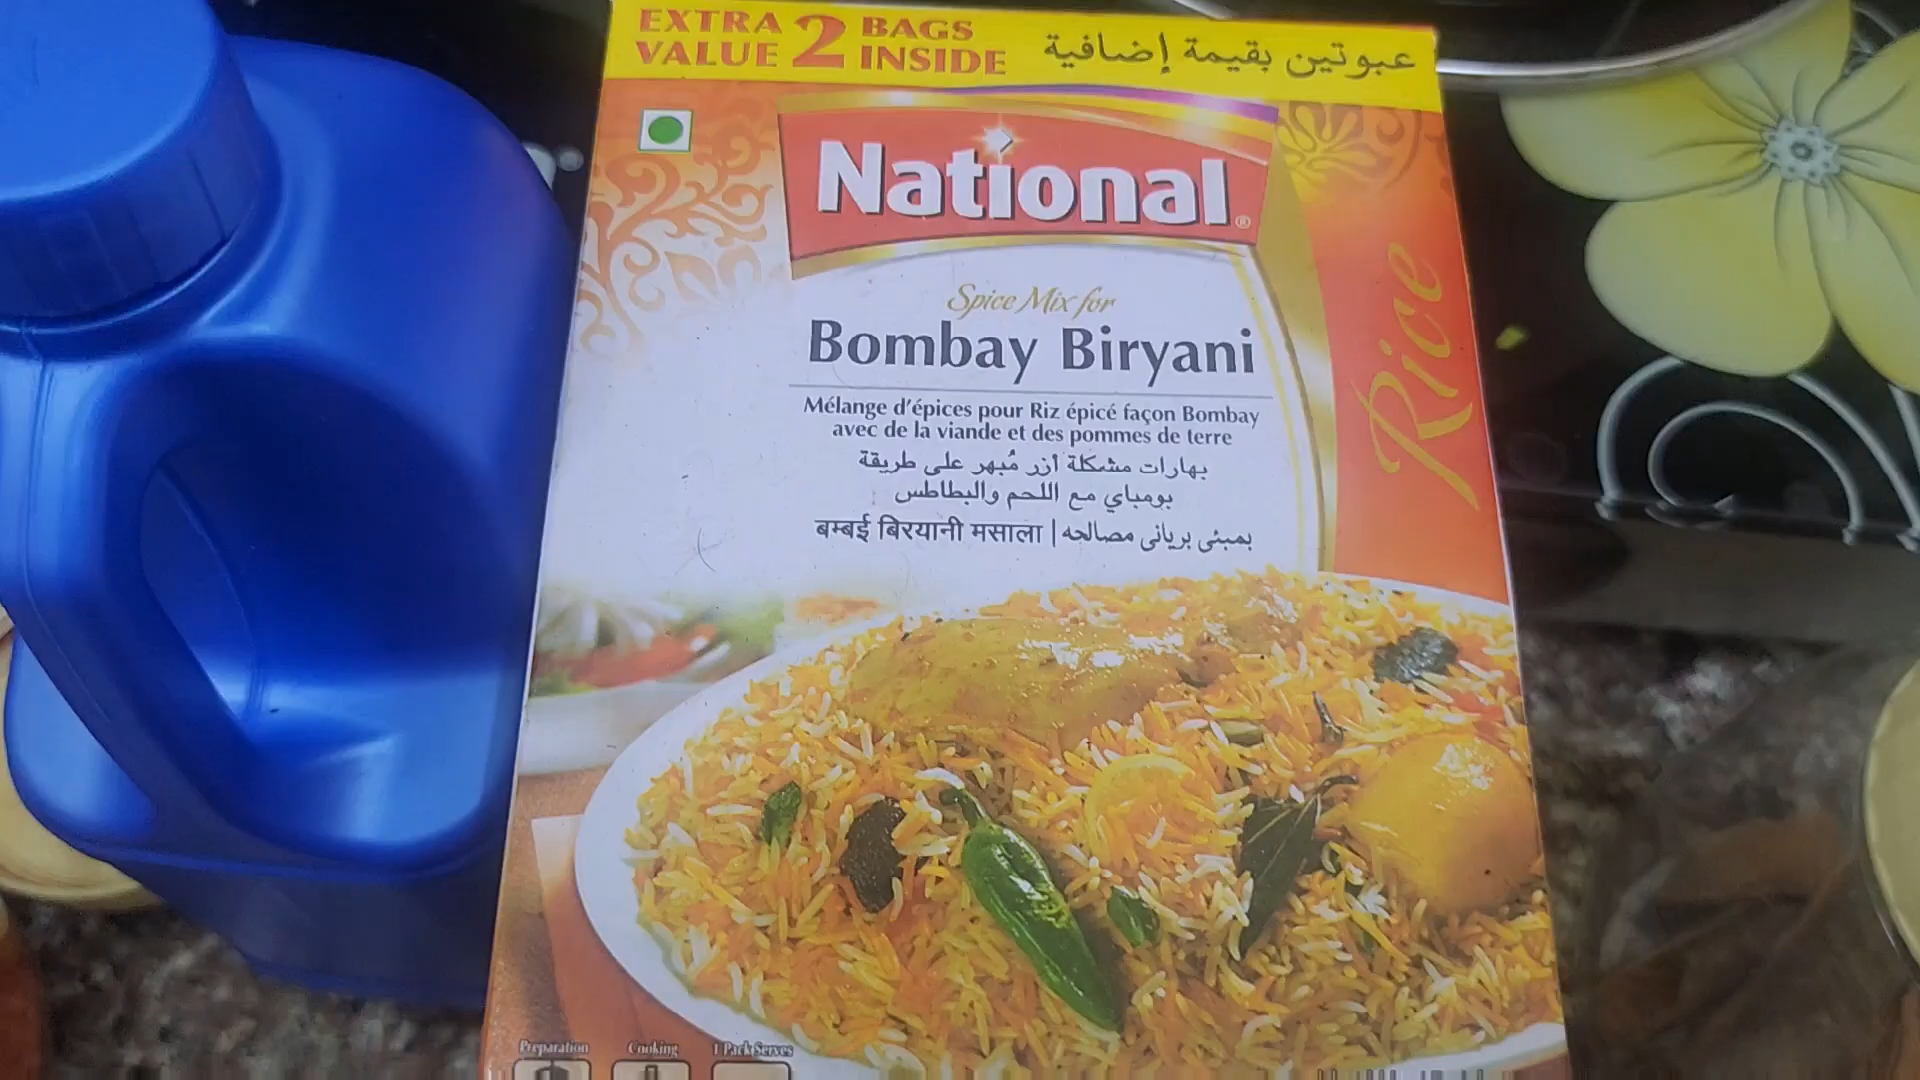 EXTRA VALUE 2 BAGS INSIDE
عبوتين بقيمة إضافية
National®
Spice Mix for
Bombay Biryani
Mélange d'épices pour Riz épicé façon Bombay
avec de la viande et des pommes de terre
بهارات مشكلة أرز مُبهر على طريقة
بومباي مع اللحم والبطاطس
बम्बई बिरयानी मसाला | بمبئی بریانی مصالحہ
Rice
Preparation
Cooking
1 Pack Serves